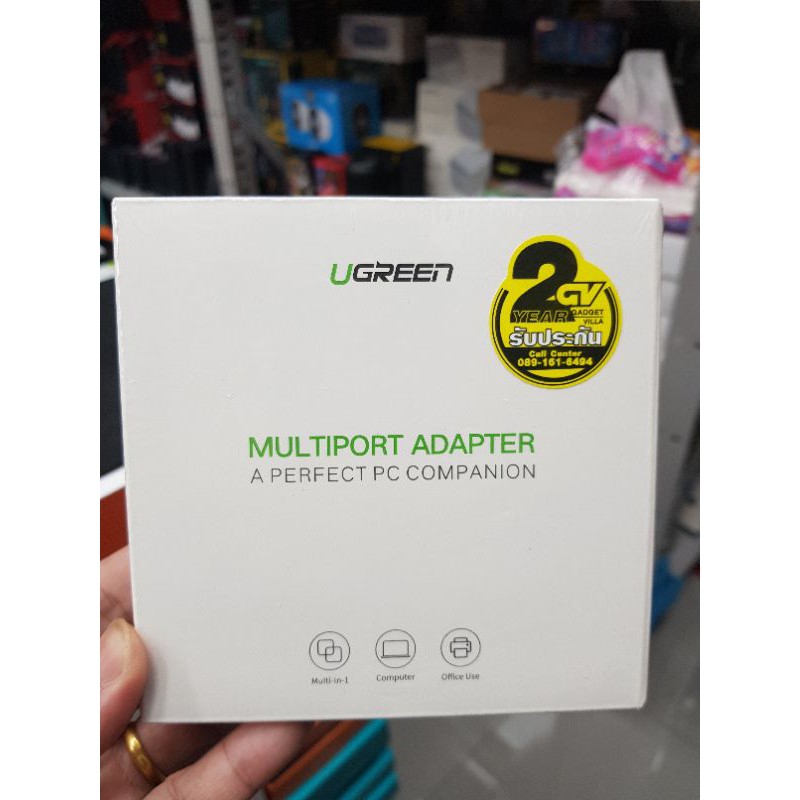 UGREEN
2
GV
YEAR
GADGET
VILLA
รับประกัน
Call Center
089-161-6494
MULTIPORT ADAPTER
A PERFECT PC COMPANION
Multi-in-1
Computer
Office Use